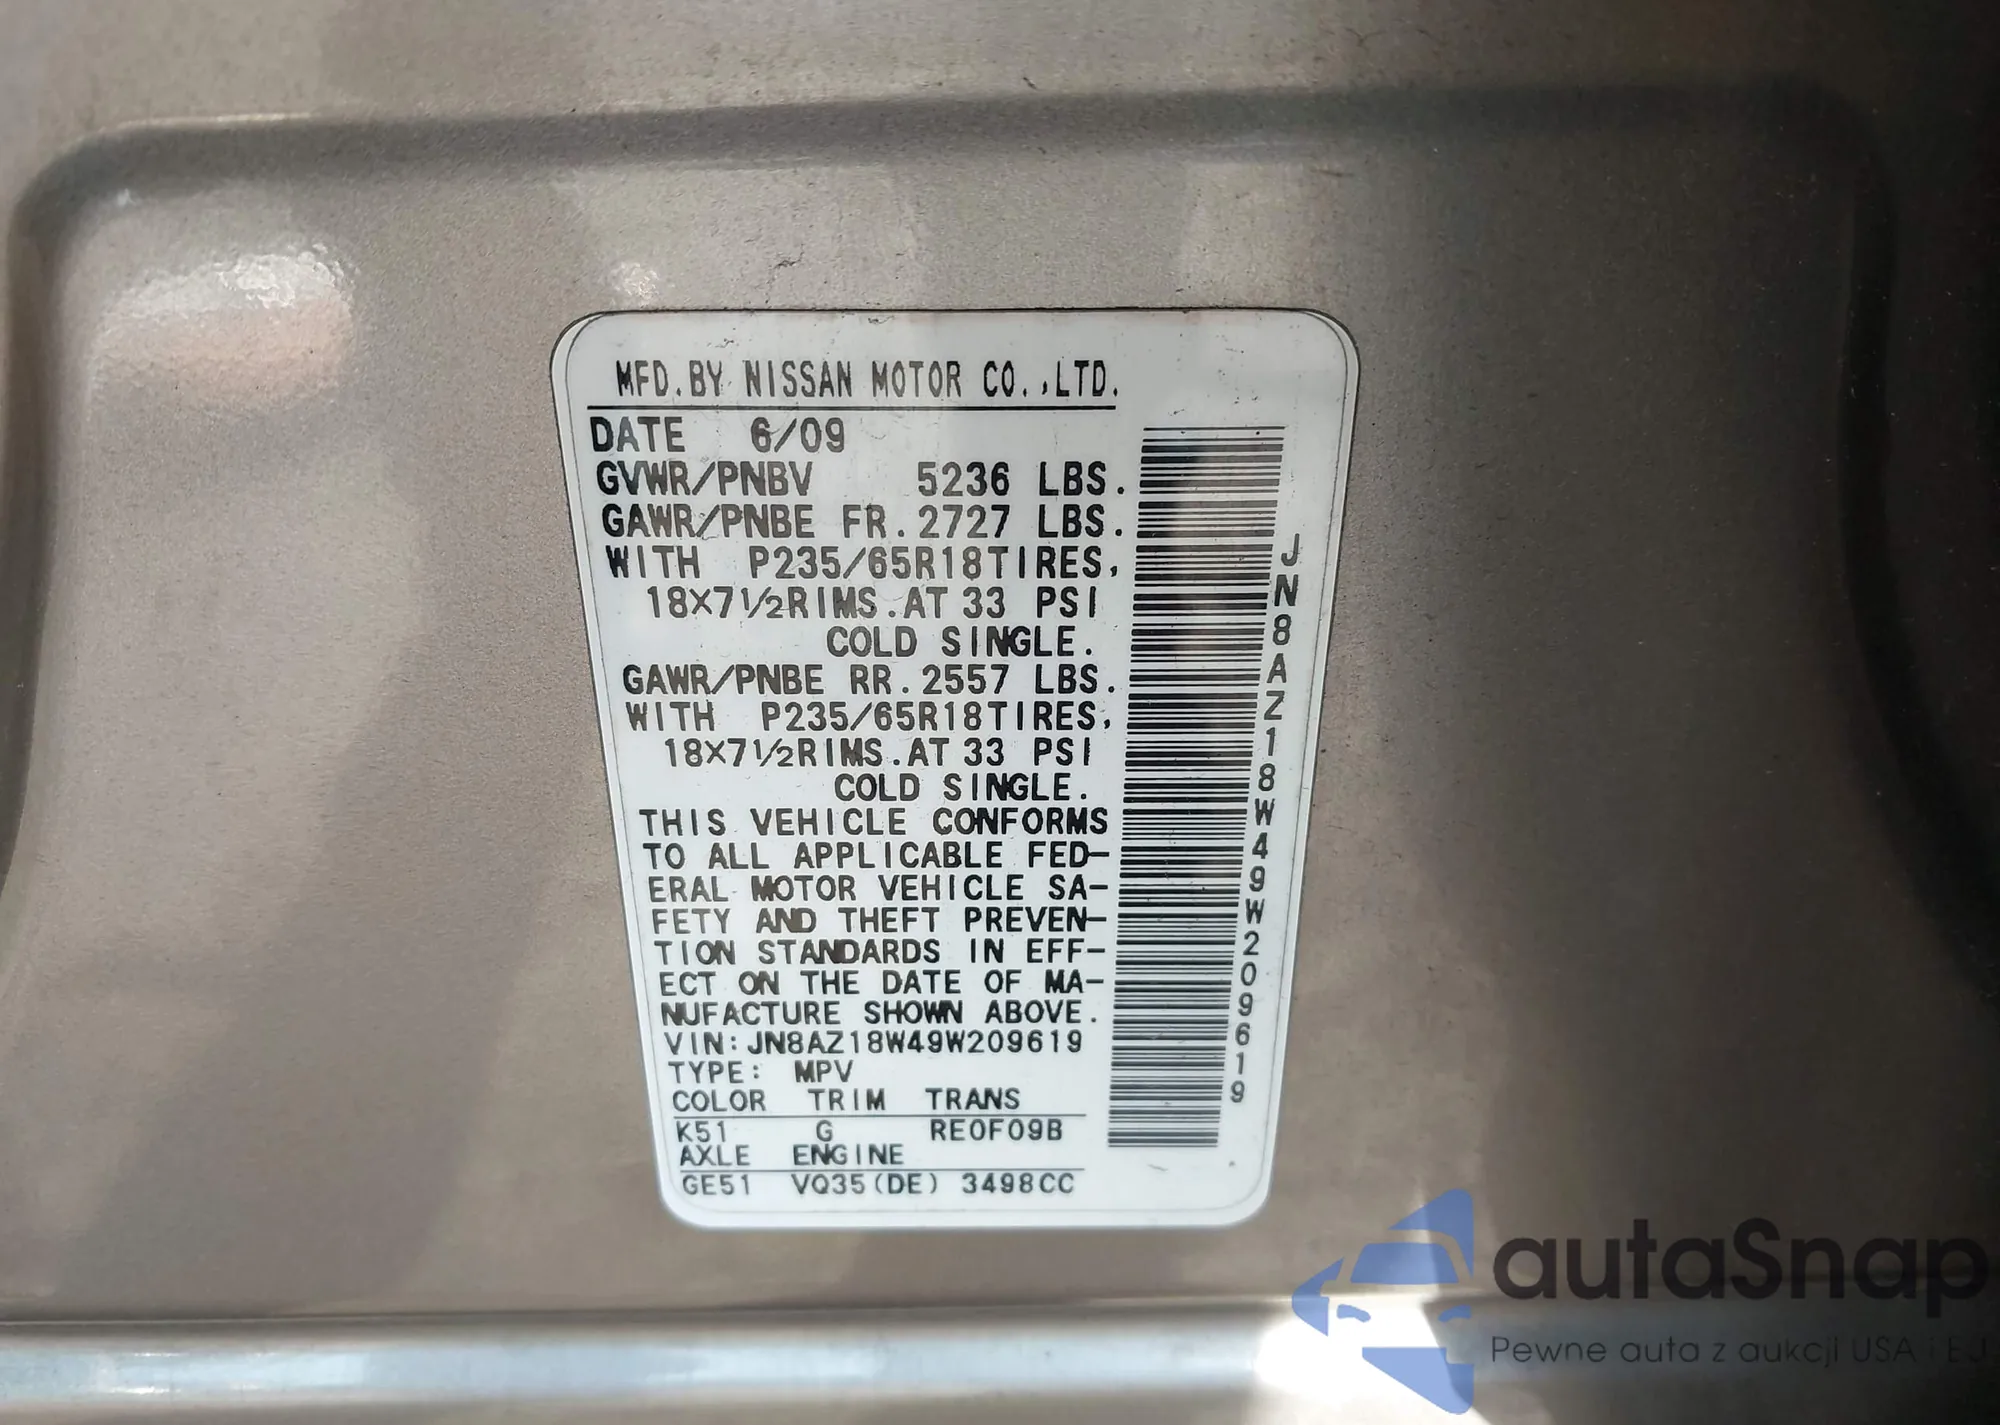 MFD.BY NISSAN MOTOR CO.,LTD.
DATE 6/09
GVWR/PNBV 5236 LBS.
GAWR/PNBE FR.2727 LBS.
WITH P235/65R18TIRES,
18X7½RIMS.AT 33 PSI
COLD SINGLE.
GAWR/PNBE RR.2557 LBS.
WITH P235/65R18TIRES,
18X7½RIMS.AT 33 PSI
COLD SINGLE.
THIS VEHICLE CONFORMS
TO ALL APPLICABLE FED-
ERAL MOTOR VEHICLE SA-
FETY AND THEFT PREVEN-
TION STANDARDS IN EFF-
ECT ON THE DATE OF MA-
NUFACTURE SHOWN ABOVE.
VIN:JN8AZ18W49W209619
TYPE: MPV
COLOR TRIM TRANS
K51 G RE0F09B
AXLE ENGINE
GE51 VQ35(DE) 3498CC
JN8AZ18W49W209619
autaSnap
Pewne auta z aukcji USA i EU